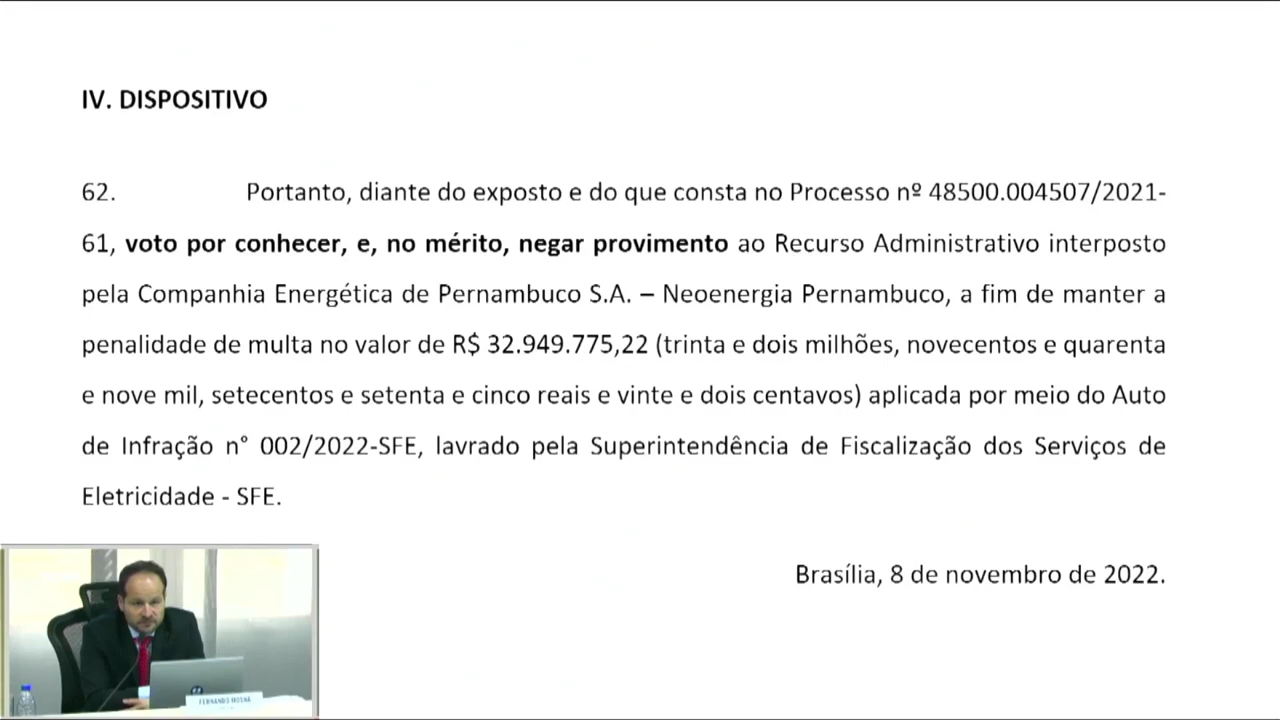 IV. DISPOSITIVO
62. Portanto, diante do exposto e do que consta no Processo nº 48500.004507/2021-
61, voto por conhecer, e, no mérito, negar provimento ao Recurso Administrativo interposto
pela Companhia Energética de Pernambuco S.A. – Neoenergia Pernambuco, a fim de manter a
penalidade de multa no valor de R$ 32.949.775,22 (trinta e dois milhões, novecentos e quarenta
e nove mil, setecentos e setenta e cinco reais e vinte e dois centavos) aplicada por meio do Auto
de Infração n° 002/2022-SFE, lavrado pela Superintendência de Fiscalização dos Serviços de
Eletricidade - SFE.
Brasília, 8 de novembro de 2022.
FERNANDO MOSNA